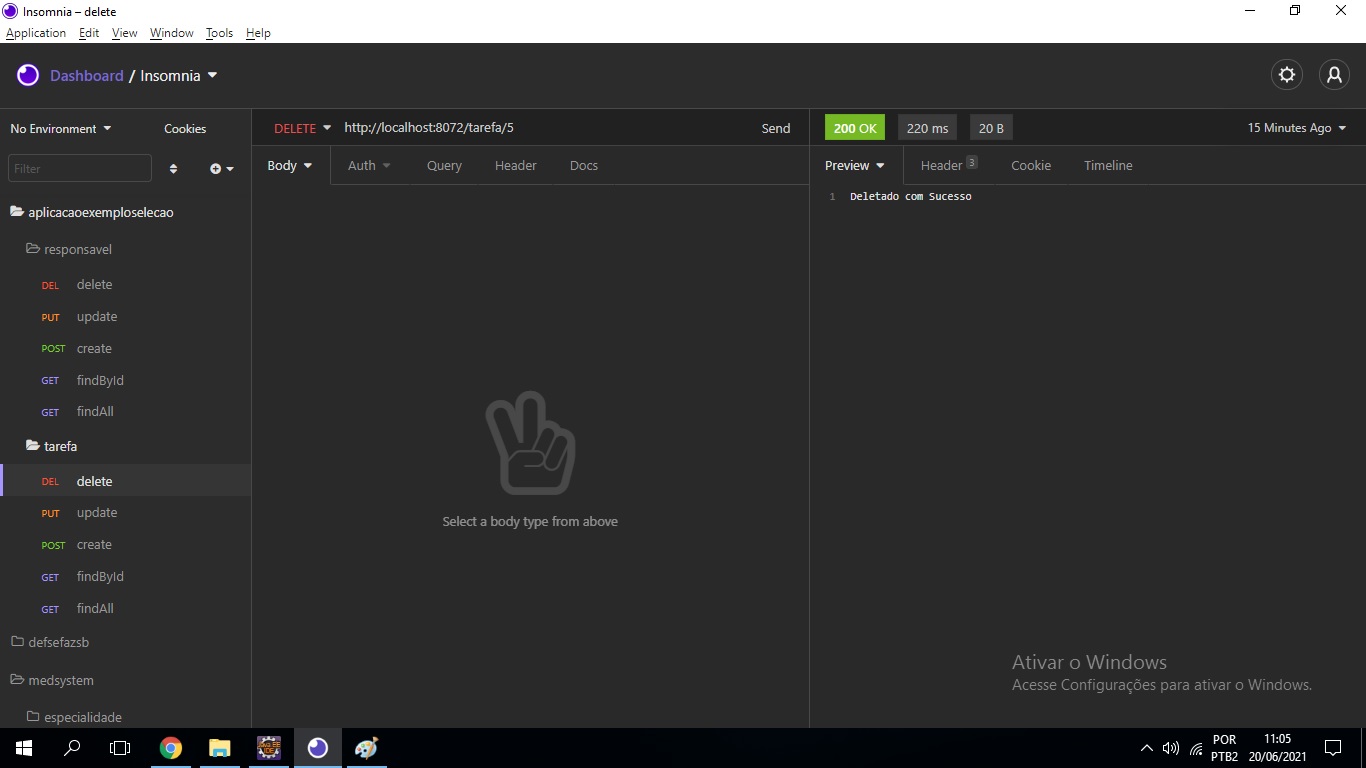 Insomnia – delete
Application Edit View Window Tools Help
Dashboard / Insomnia
No Environment Cookies
DELETE http://localhost:8072/tarefa/5 Send
200 OK 220 ms 20 B 15 Minutes Ago
Filter
Body Auth Query Header Docs
Preview Header 3 Cookie Timeline
1 Deletado com Sucesso
aplicacaoexemploselecao
responsavel
DEL delete
PUT update
POST create
GET findById
GET findAll
tarefa
DEL delete
PUT update
POST create
GET findById
GET findAll
defsefazsb
medsystem
especialidade
Select a body type from above
Ativar o Windows
Acesse Configurações para ativar o Windows.
Java EE
IDE
POR
PTB2
11:05
20/06/2021